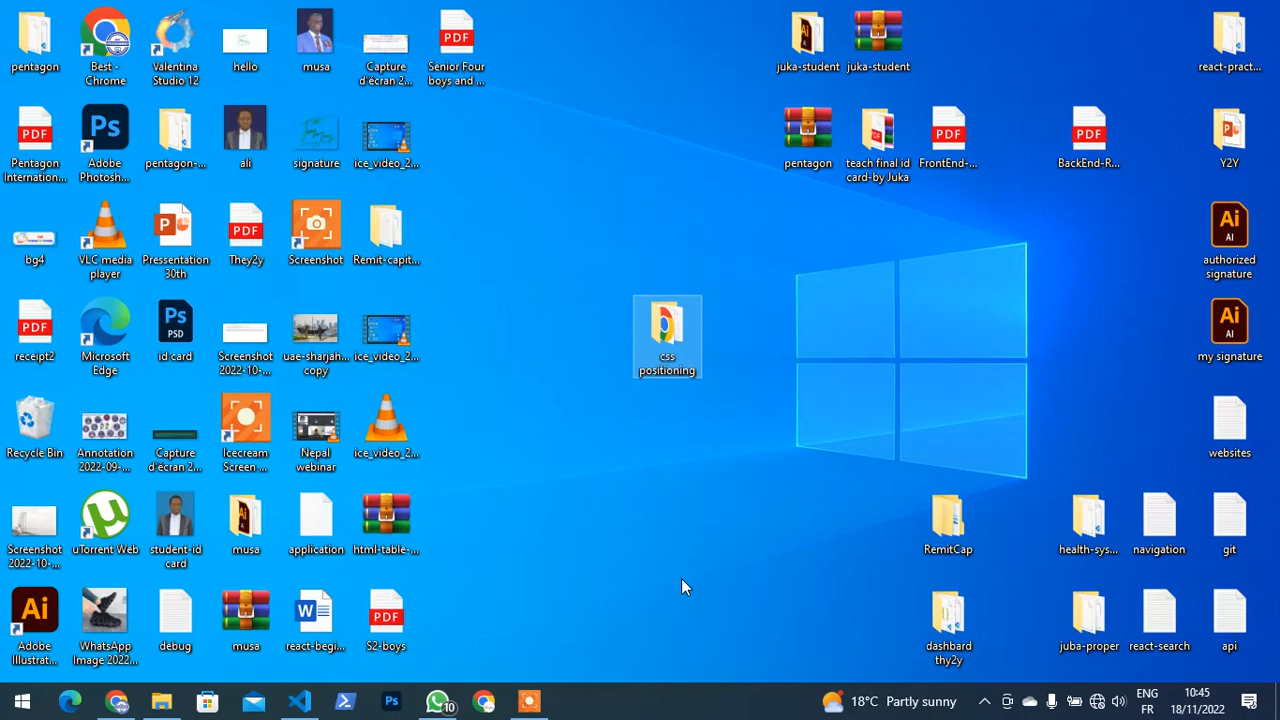 pentagon
Best -
Chrome
Valentina
Studio 12
hello
musa
Capture
d'écran 2...
PDF
Senior Four
boys and ...
juka-student
juka-student
react-pract...
PDF
Pentagon
Internation...
Ps
Adobe
Photosh...
pentagon-...
ali
signature
ice_video_2...
pentagon
PDF
teach final id
card-by Juka
PDF
FrontEnd-...
PDF
BackEnd-R...
Y2Y
bg4
VLC media
player
Pressentation
30th
PDF
They2y
Screenshot
Remit-capit...
Ai
AI
authorized
signature
PDF
receipt2
Microsoft
Edge
Ps
PSD
id card
Screenshot
2022-10-...
uae-sharjah...
copy
ice_video_2...
css
positioning
Ai
AI
my signature
Recycle Bin
Annotation
2022-09-...
Capture
d'écran 2...
Icecream
Screen ...
Nepal
webinar
ice_video_2...
websites
Screenshot
2022-10-...
uTorrent Web
student-id
card
Ai
musa
application
html-table-...
RemitCap
health-sys...
navigation
git
Ai
Adobe
Illustrat...
WhatsApp
Image 2022...
debug
musa
W
react-begi...
PDF
S2-boys
dashbard
thy2y
juba-proper
react-search
api
Ps
10
18°C Partly sunny
ENG
FR
10:45
18/11/2022